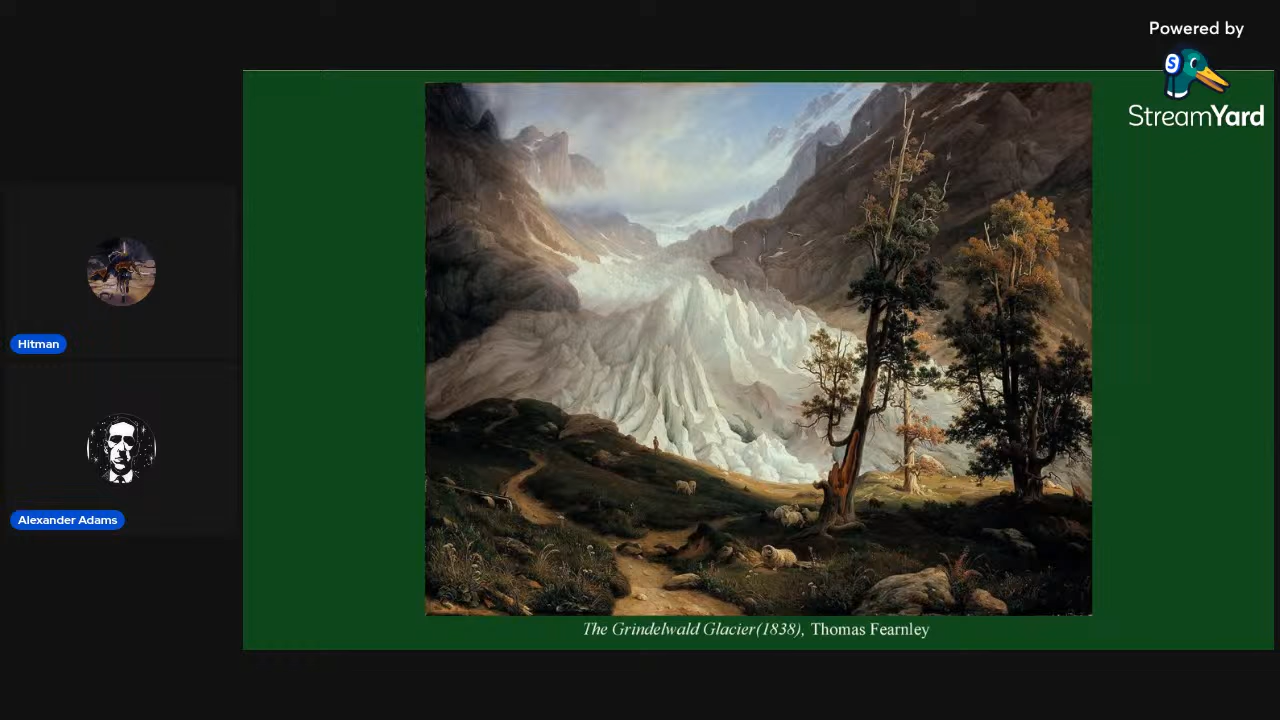 Powered by
S
StreamYard
Hitman
Alexander Adams
The Grindelwald Glacier(1838), Thomas Fearnley